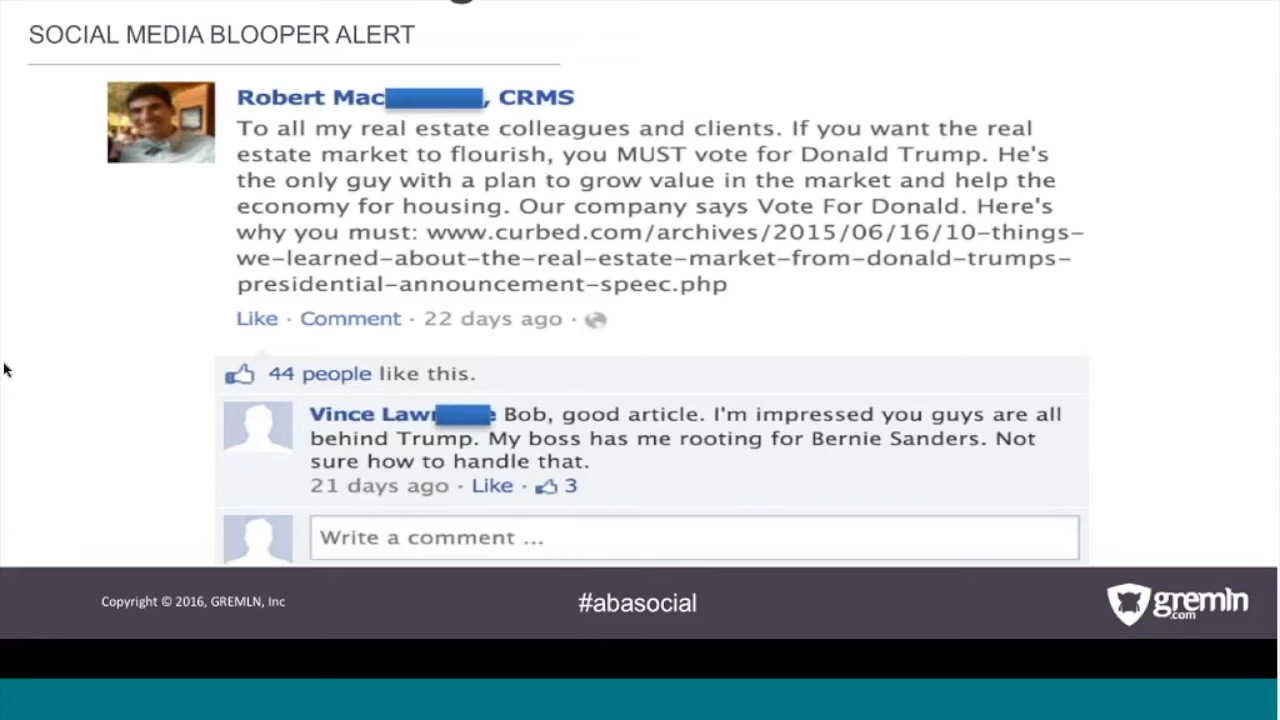 SOCIAL MEDIA BLOOPER ALERT
Robert Mac , CRMS
To all my real estate colleagues and clients. If you want the real
estate market to flourish, you MUST vote for Donald Trump. He's
the only guy with a plan to grow value in the market and help the
economy for housing. Our company says Vote For Donald. Here's
why you must: www.curbed.com/archives/2015/06/16/10-things-
we-learned-about-the-real-estate-market-from-donald-trumps-
presidential-announcement-speec.php
Like · Comment · 22 days ago ·
44 people like this.
Vince Law Bob, good article. I'm impressed you guys are all
behind Trump. My boss has me rooting for Bernie Sanders. Not
sure how to handle that.
21 days ago · Like · 3
Write a comment ...
Copyright © 2016, GREMLN, Inc
#abasocial
gremln
.com